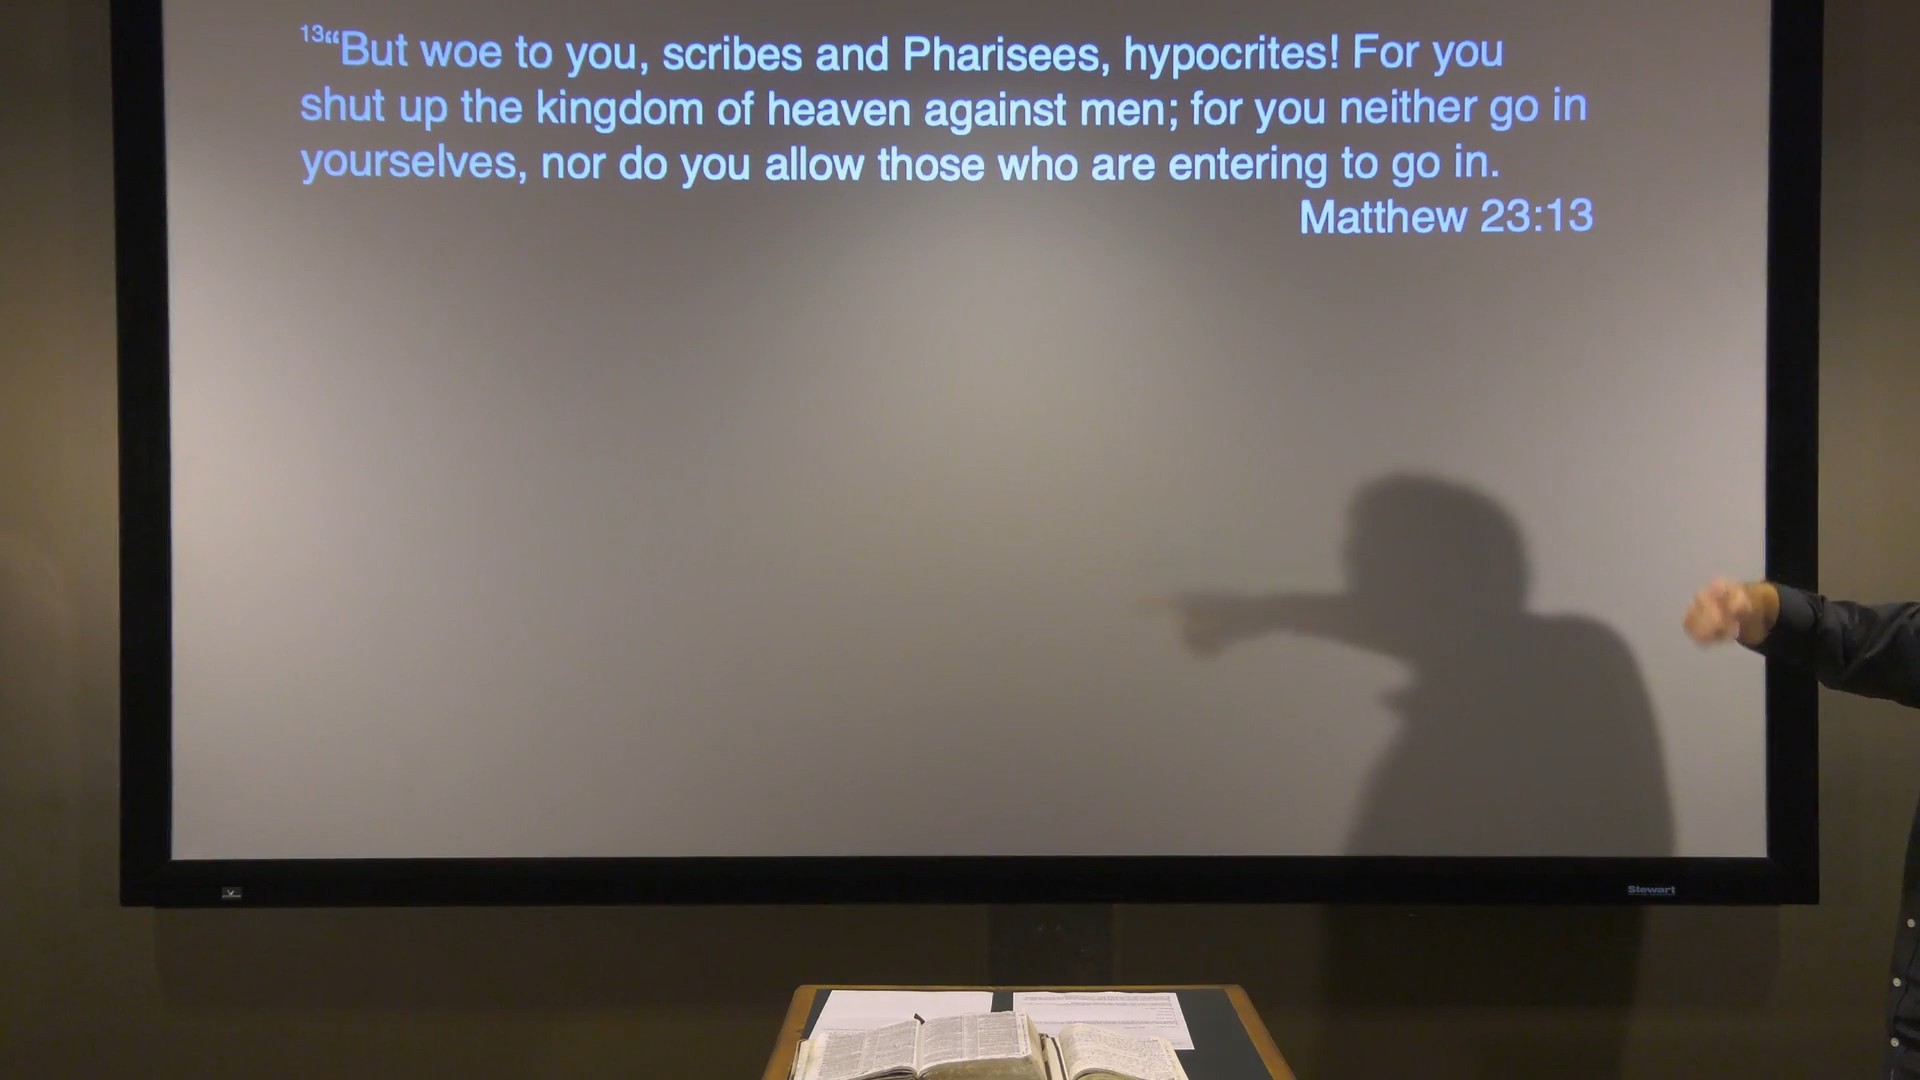 ¹³“But woe to you, scribes and Pharisees, hypocrites! For you
shut up the kingdom of heaven against men; for you neither go in
yourselves, nor do you allow those who are entering to go in.
Matthew 23:13
Stewart